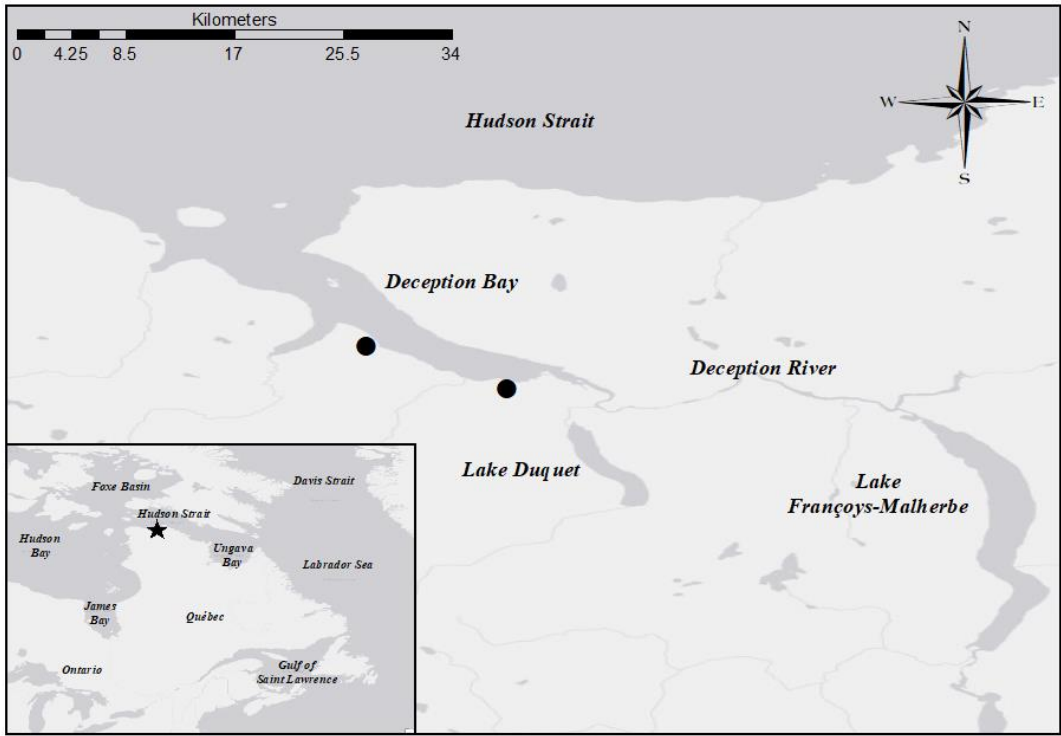 Kilometers
0 4.25 8.5 17 25.5 34
N
W E
S
Hudson Strait
Deception Bay
Deception River
Lake Duquet
Lake
Françoys-Malherbe
Foxe Basin
Davis Strait
Hudson Strait
Hudson
Bay
Ungava
Bay
Labrador Sea
James
Bay
Québec
Ontario
Gulf of
Saint Lawrence